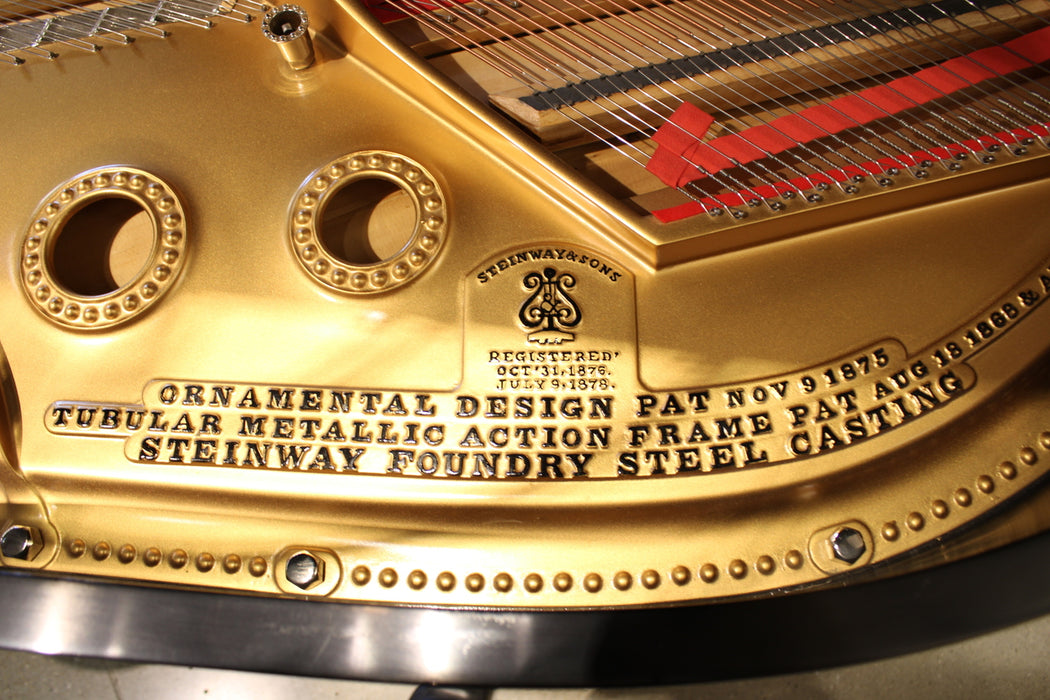 STEINWAY & SONS
REGISTERED'
OCT '31, 1876.
JULY 9, 1878.
ORNAMENTAL DESIGN PAT NOV 9 1875
TUBULAR METALLIC ACTION FRAME PAT AUG 18 1868 & A
STEINWAY FOUNDRY STEEL CASTING